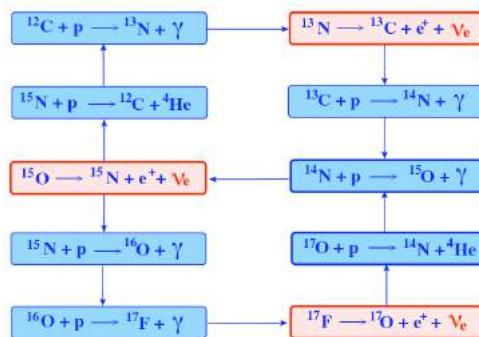 ¹²C + p ⟶ ¹³N + γ
¹³N ⟶ ¹³C + e⁺ + νe
¹⁵N + p ⟶ ¹²C + ⁴He
¹³C + p ⟶ ¹⁴N + γ
¹⁵O ⟶ ¹⁵N + e⁺ + νe
¹⁴N + p ⟶ ¹⁵O + γ
¹⁵N + p ⟶ ¹⁶O + γ
¹⁷O + p ⟶ ¹⁴N + ⁴He
¹⁶O + p ⟶ ¹⁷F + γ
¹⁷F ⟶ ¹⁷O + e⁺ + νe